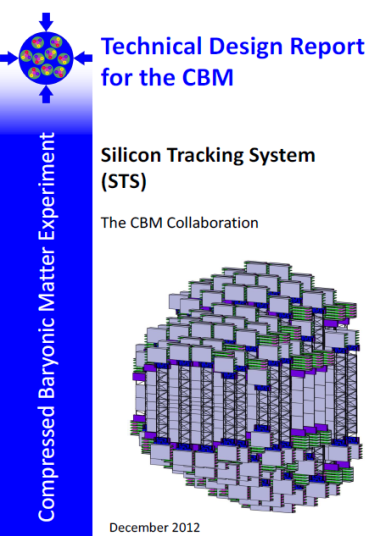 Technical Design Report
for the CBM
Silicon Tracking System
(STS)
The CBM Collaboration
Compressed Baryonic Matter Experiment
December 2012